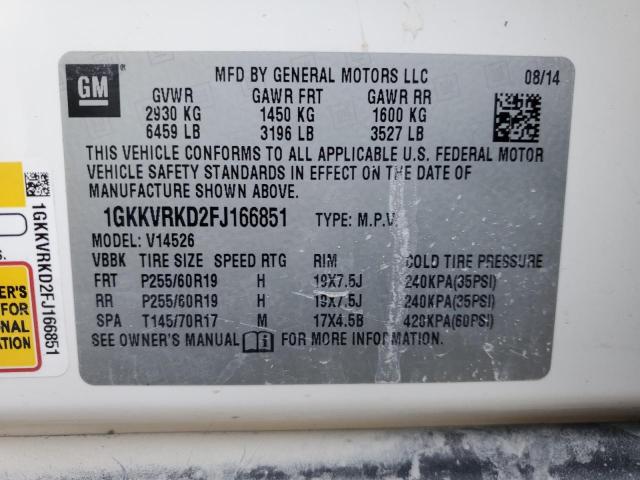 GM
MFD BY GENERAL MOTORS LLC 08/14
GVWR GAWR FRT GAWR RR
2930 KG 1450 KG 1600 KG
6459 LB 3196 LB 3527 LB
THIS VEHICLE CONFORMS TO ALL APPLICABLE U.S. FEDERAL MOTOR
VEHICLE SAFETY STANDARDS IN EFFECT ON THE DATE OF
MANUFACTURE SHOWN ABOVE.
1GKKVRKD2FJ166851 TYPE: M.P.V.
MODEL: V14526
VBBK TIRE SIZE SPEED RTG RIM COLD TIRE PRESSURE
FRT P255/60R19 H 19X7.5J 240KPA(35PSI)
RR P255/60R19 H 19X7.5J 240KPA(35PSI)
SPA T145/70R17 M 17X4.5B 420KPA(60PSI)
SEE OWNER'S MANUAL FOR MORE INFORMATION.
1GKKVRKD2FJ166851
ER'S
FOR
ONAL
TION